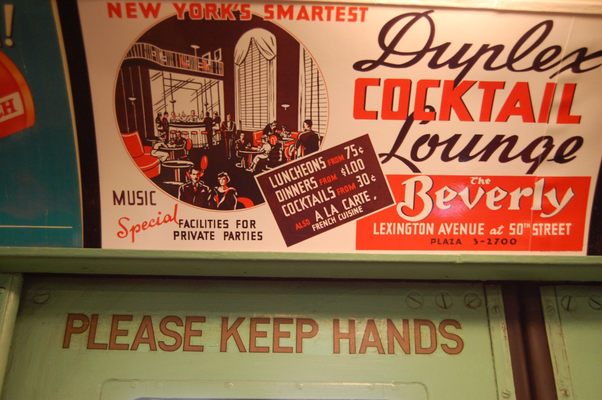 NEW YORK'S SMARTEST
Duplex
COCKTAIL
Lounge
LUNCHEONS FROM 75¢
DINNERS FROM $1.00
COCKTAILS FROM 30¢
ALSO A LA CARTE,
FRENCH CUISINE
MUSIC
Special FACILITIES FOR
PRIVATE PARTIES
The
Beverly
LEXINGTON AVENUE at 50TH STREET
PLAZA 3-2700
PLEASE KEEP HANDS